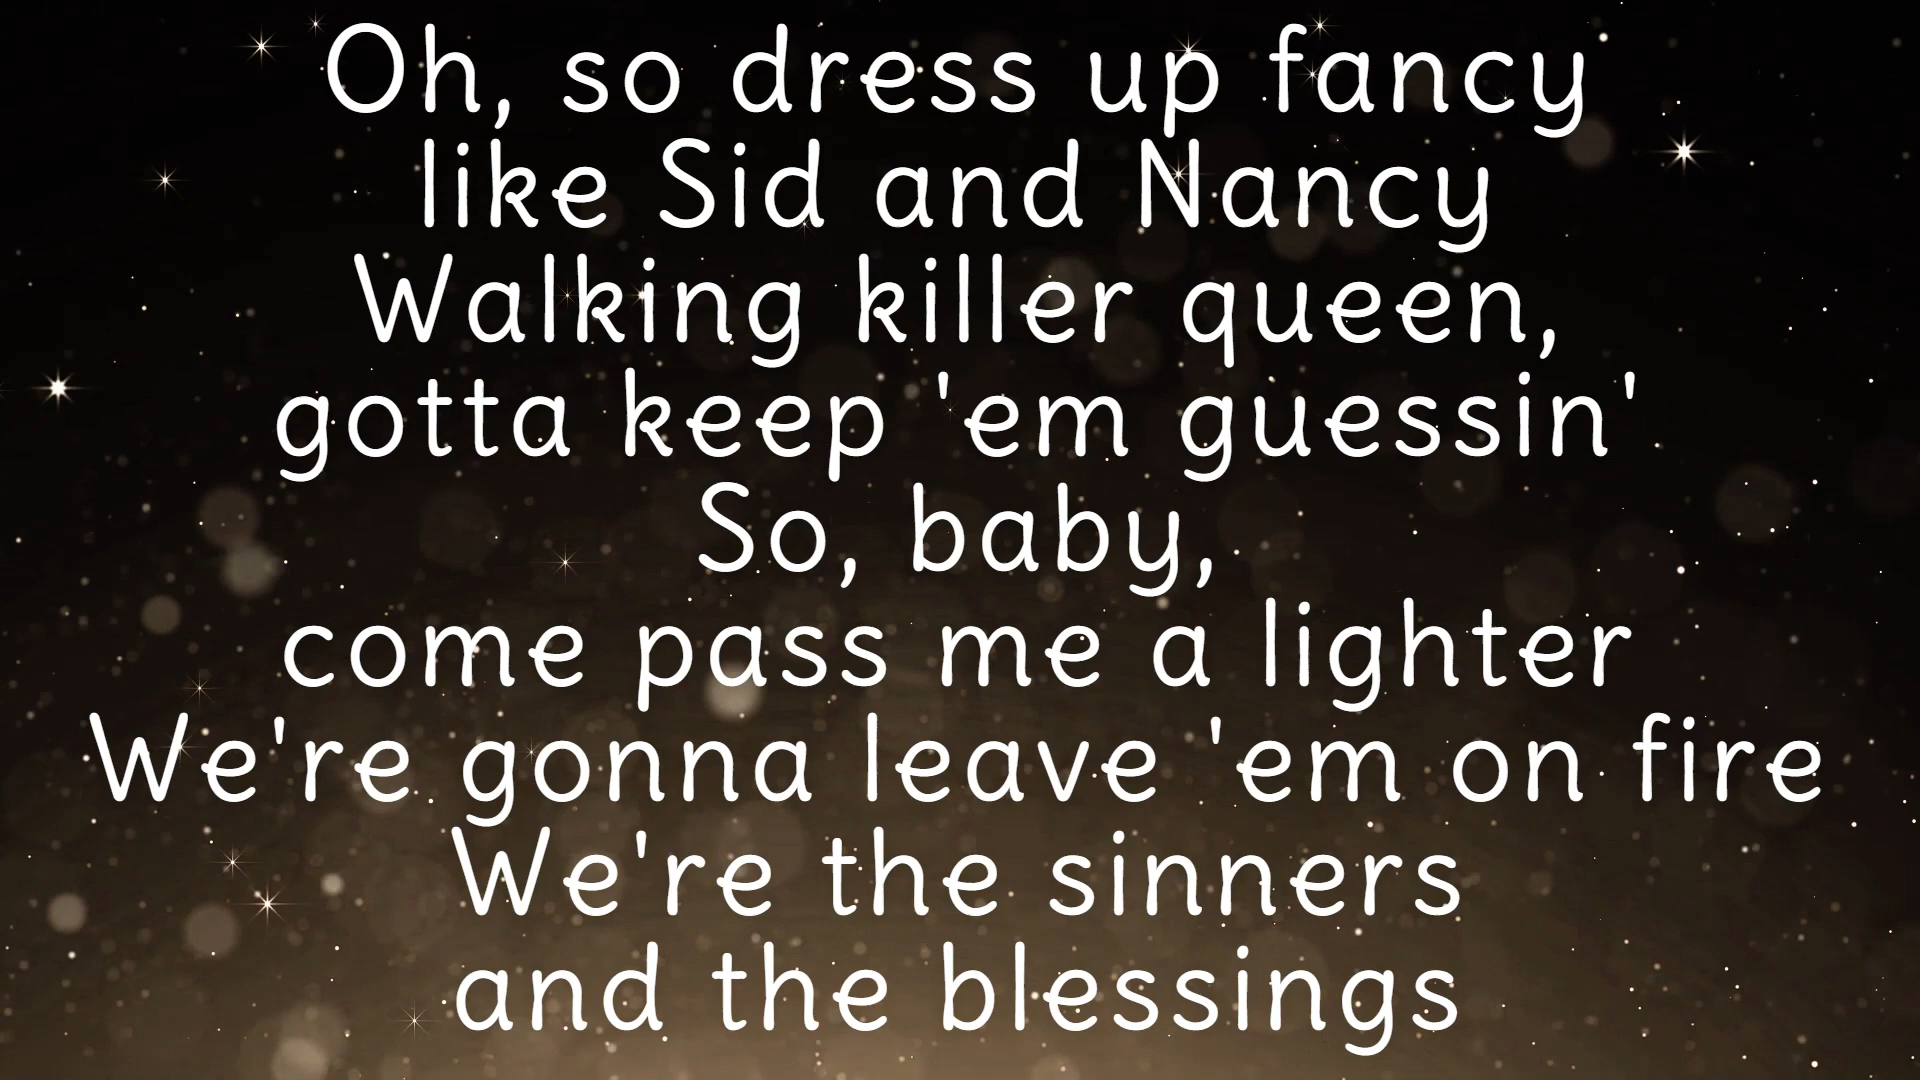 Oh, so dress up fancy
like Sid and Nancy
Walking killer queen,
gotta keep 'em guessin'
So, baby,
come pass me a lighter
We're gonna leave 'em on fire
We're the sinners
and the blessings